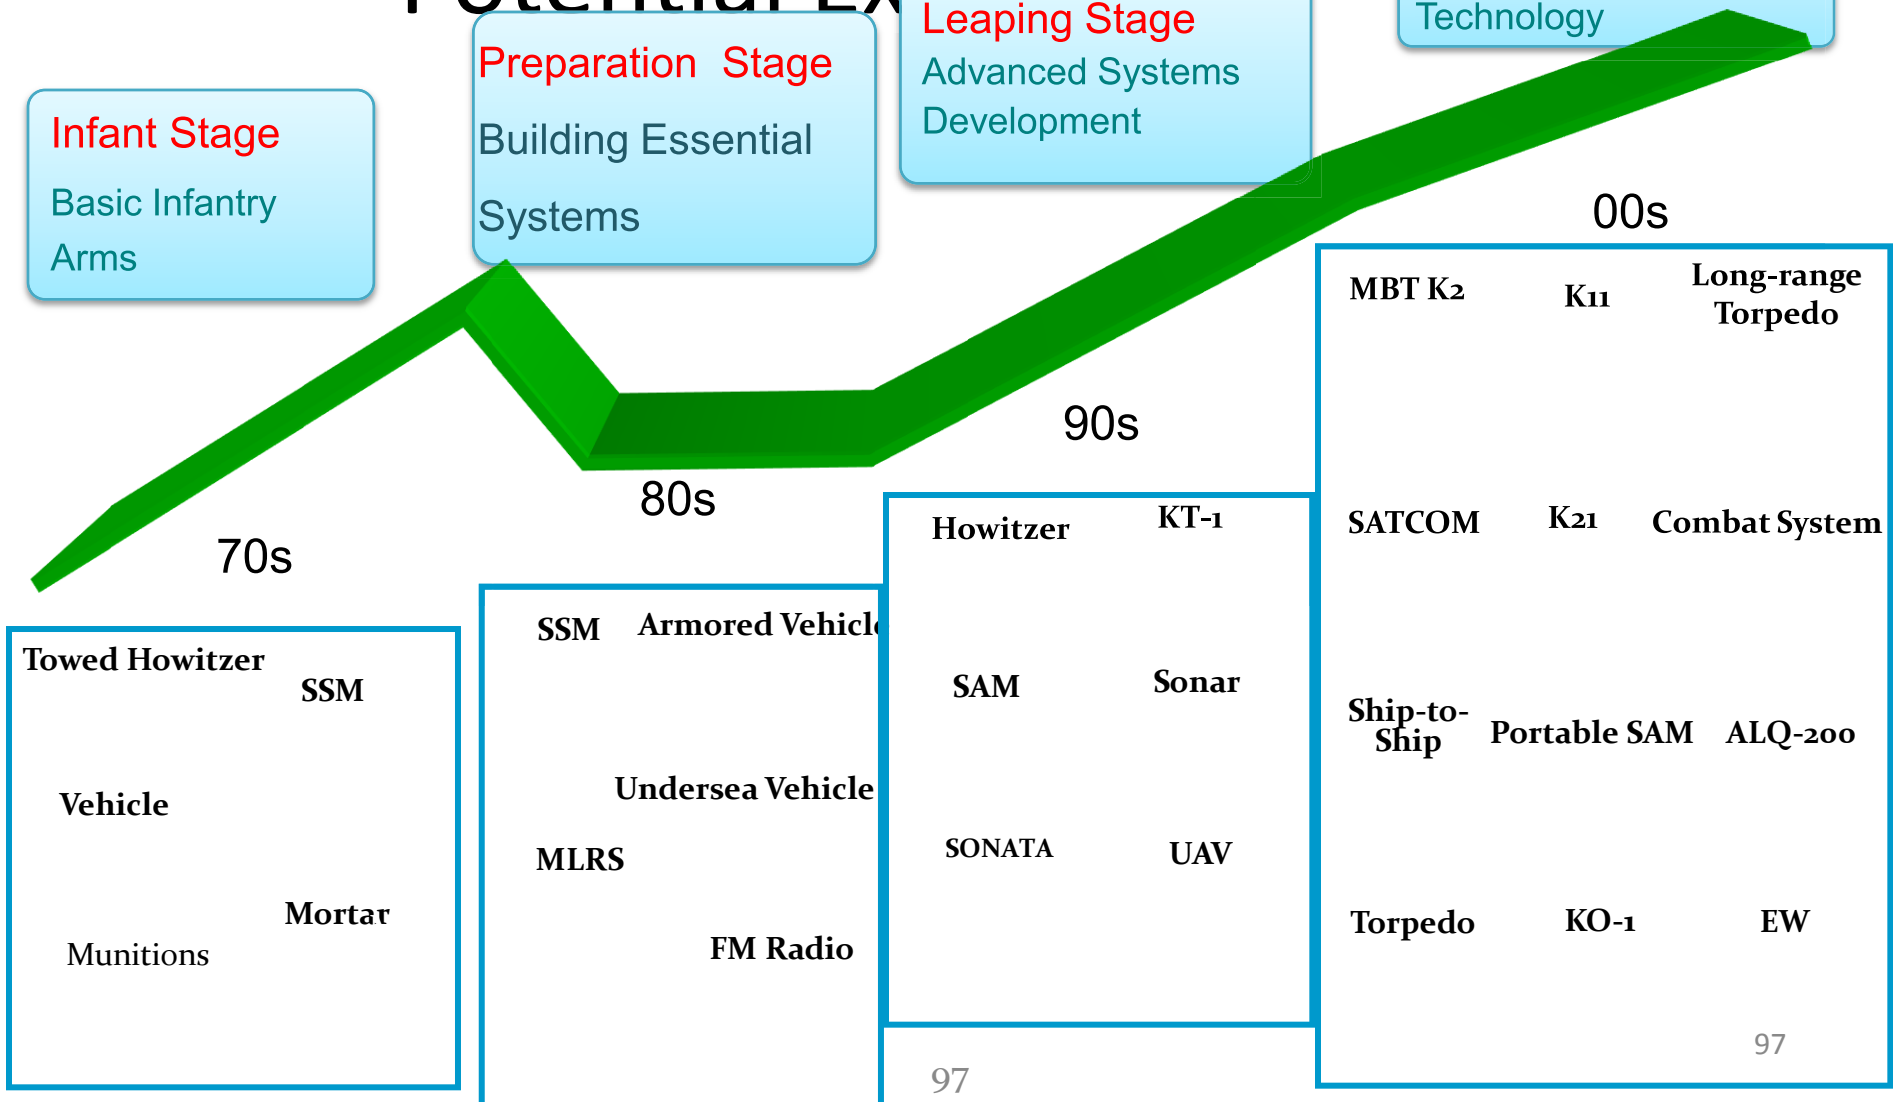 Infant Stage
Basic Infantry
Arms
Preparation Stage
Building Essential
Systems
Leaping Stage
Advanced Systems
Development
Technology
70s
80s
90s
00s
Towed Howitzer
SSM
Vehicle
Mortar
Munitions
SSM
Armored Vehicle
Undersea Vehicle
MLRS
FM Radio
Howitzer
KT-1
SAM
Sonar
SONATA
UAV
MBT K2
K11
Long-range
Torpedo
SATCOM
K21
Combat System
Ship-to-
Ship
Portable SAM
ALQ-200
Torpedo
KO-1
EW
97
97